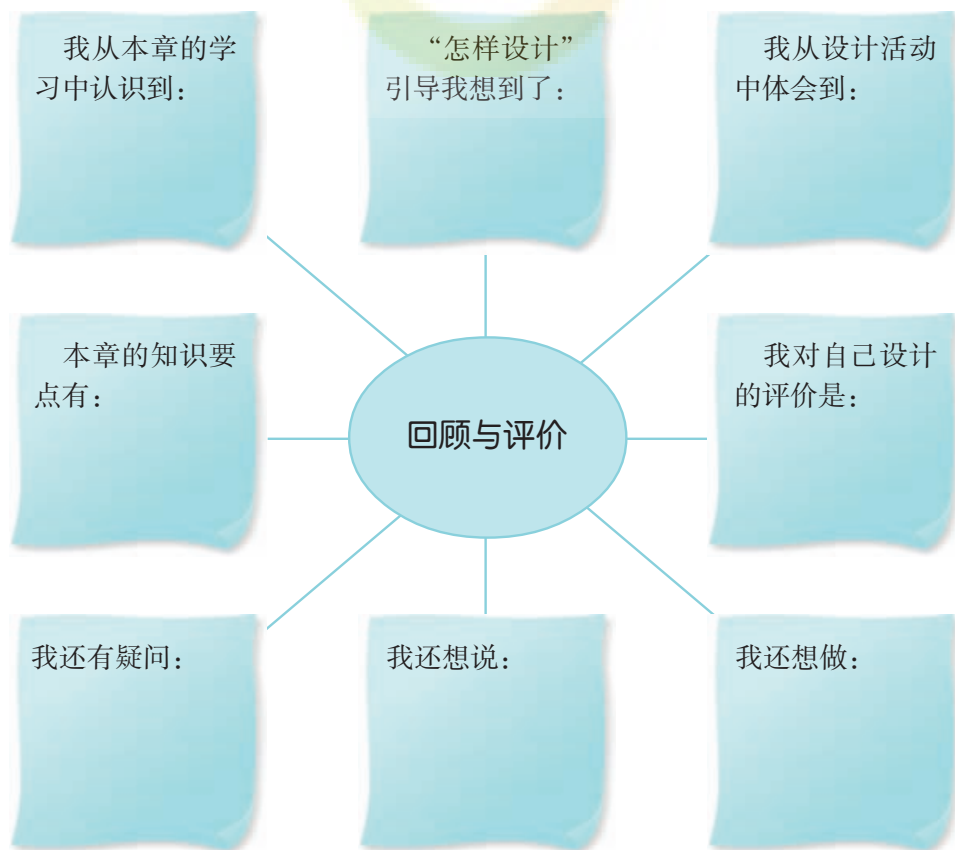 我从本章的学
习中认识到：
“怎样设计”
引导我想到了：
我从设计活动
中体会到：
本章的知识要
点有：
回顾与评价
我对自己设计
的评价是：
我还有疑问：
我还想说：
我还想做：